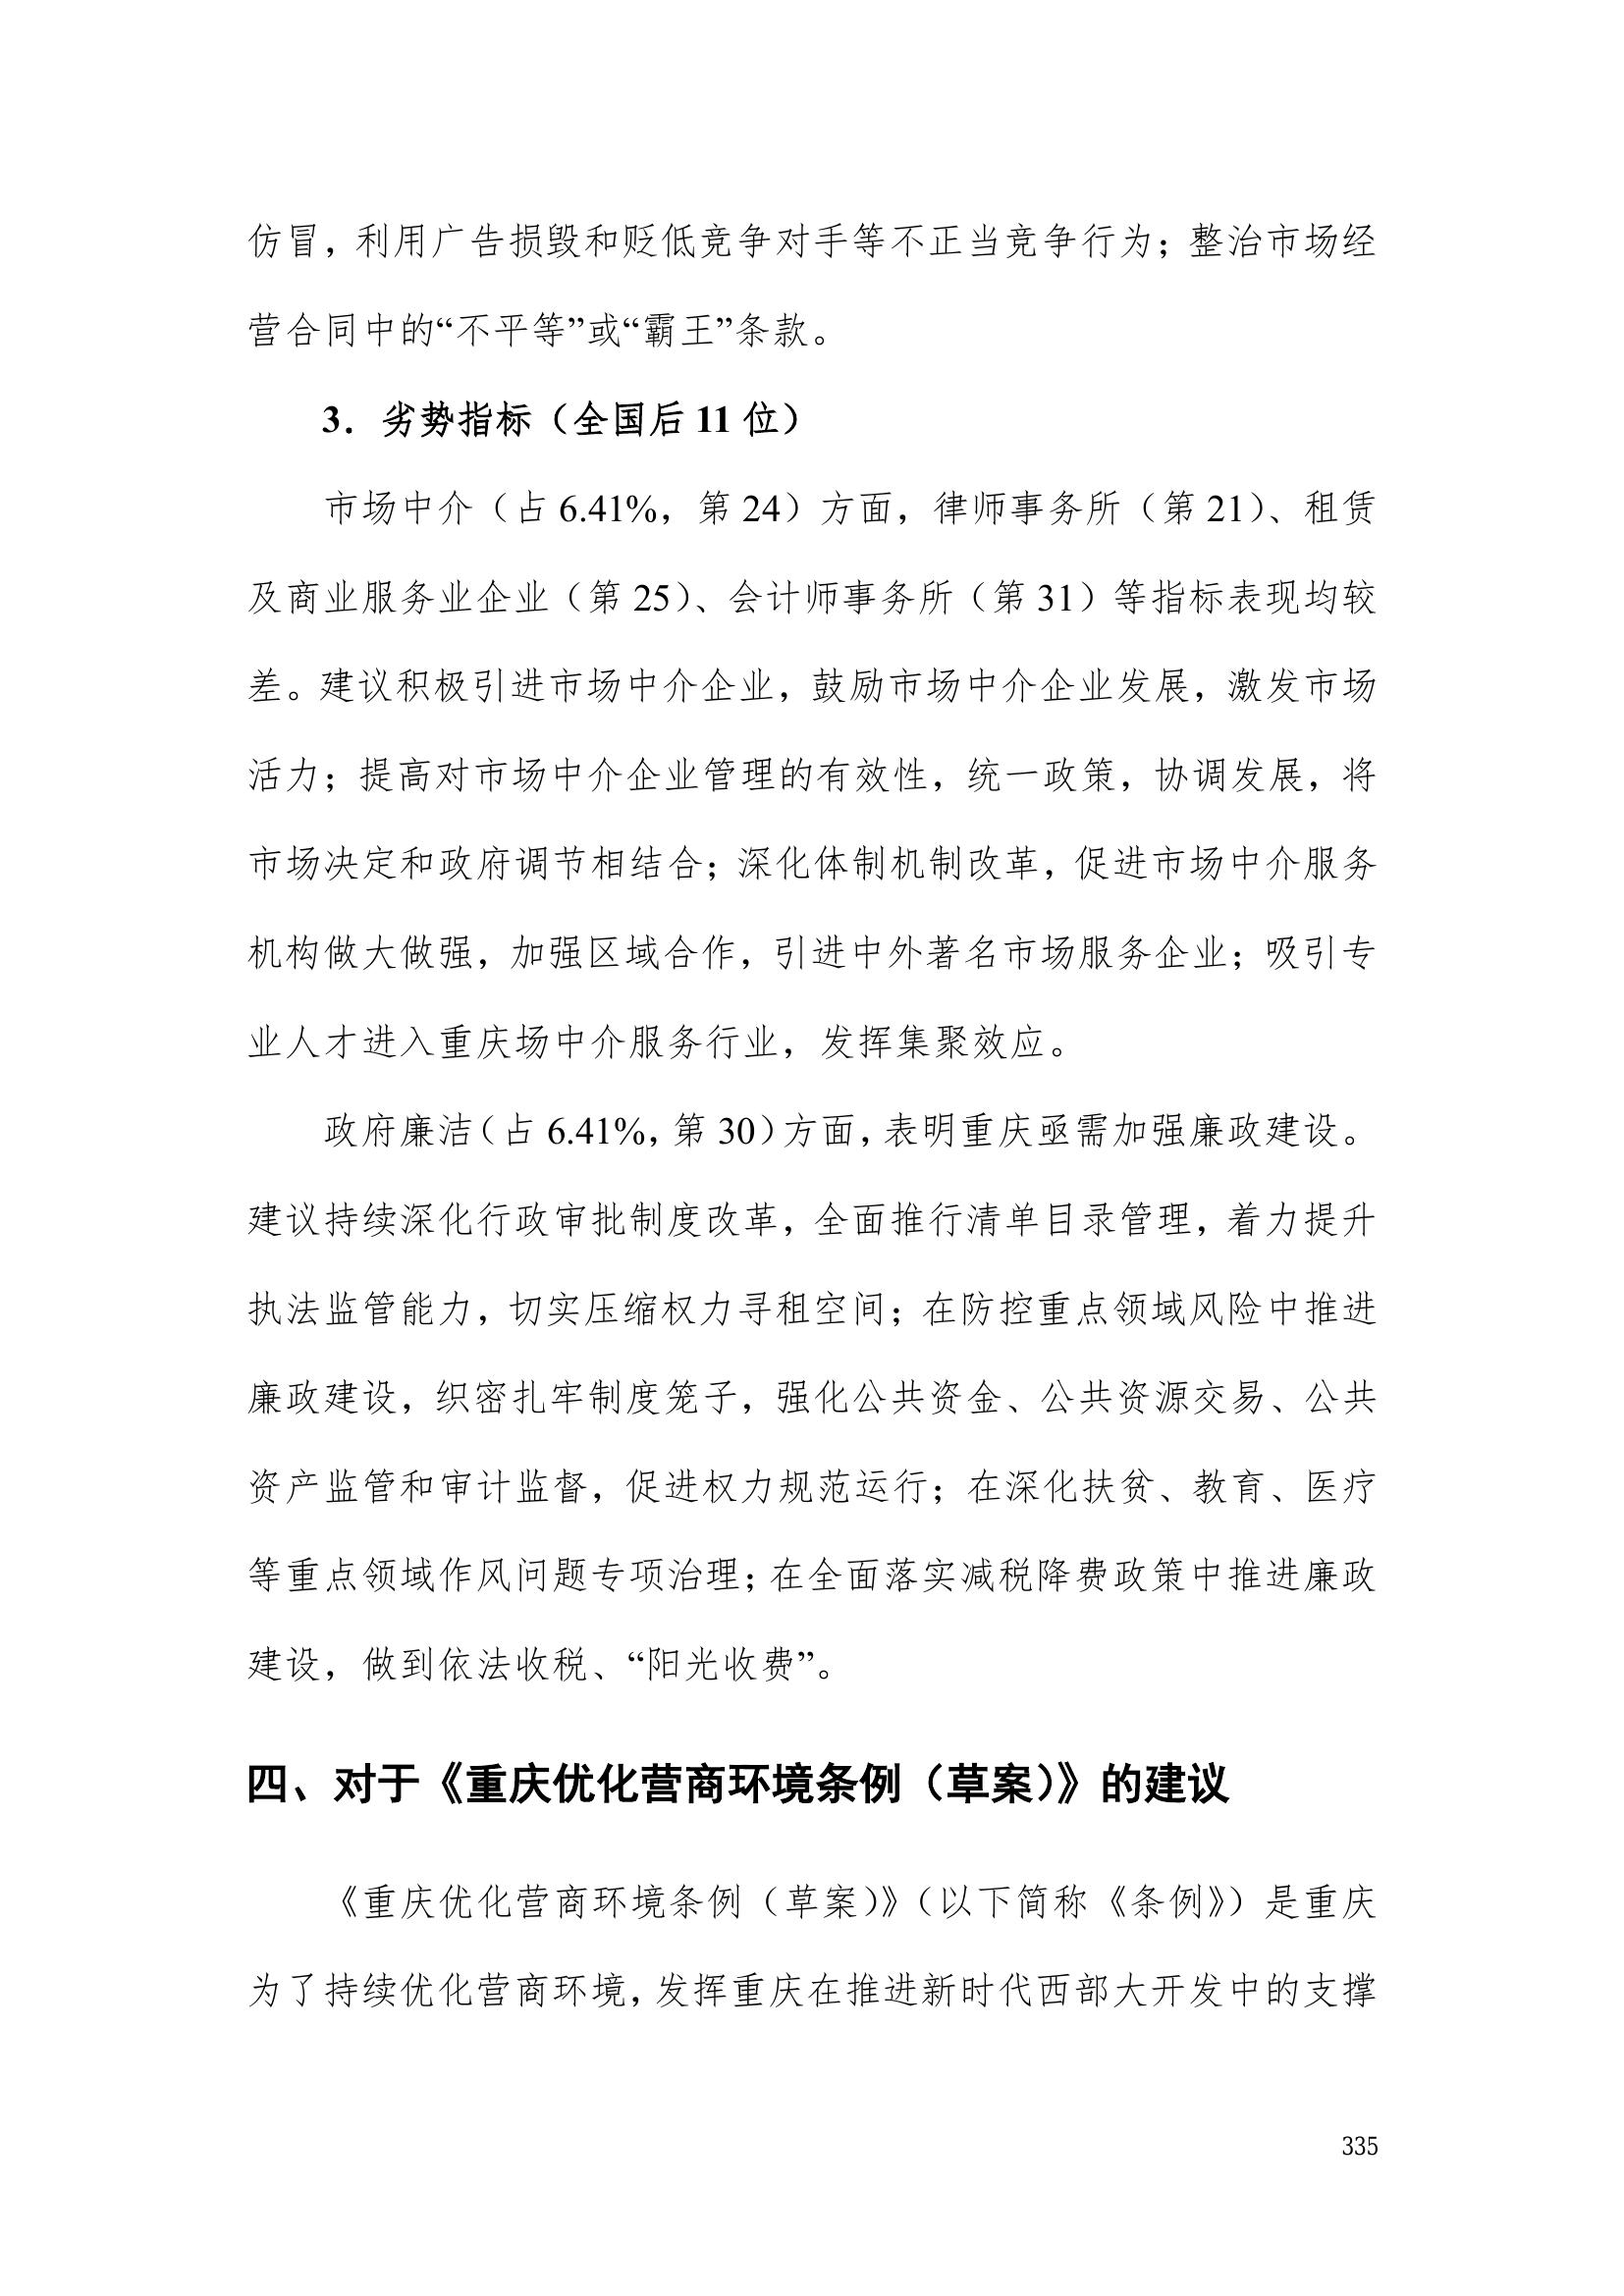 仿冒，利用广告损毁和贬低竞争对手等不正当竞争行为；整治市场经
营合同中的“不平等”或“霸王”条款。
3．劣势指标（全国后 11 位）
市场中介（占 6.41%，第 24）方面，律师事务所（第 21）、租赁
及商业服务业企业（第 25）、会计师事务所（第 31）等指标表现均较
差。建议积极引进市场中介企业，鼓励市场中介企业发展，激发市场
活力；提高对市场中介企业管理的有效性，统一政策，协调发展，将
市场决定和政府调节相结合；深化体制机制改革，促进市场中介服务
机构做大做强，加强区域合作，引进中外著名市场服务企业；吸引专
业人才进入重庆场中介服务行业，发挥集聚效应。
政府廉洁（占 6.41%，第 30）方面，表明重庆亟需加强廉政建设。
建议持续深化行政审批制度改革，全面推行清单目录管理，着力提升
执法监管能力，切实压缩权力寻租空间；在防控重点领域风险中推进
廉政建设，织密扎牢制度笼子，强化公共资金、公共资源交易、公共
资产监管和审计监督，促进权力规范运行；在深化扶贫、教育、医疗
等重点领域作风问题专项治理；在全面落实减税降费政策中推进廉政
建设，做到依法收税、“阳光收费”。
四、对于《重庆优化营商环境条例（草案）》的建议
《重庆优化营商环境条例（草案）》（以下简称《条例》）是重庆
为了持续优化营商环境，发挥重庆在推进新时代西部大开发中的支撑
335